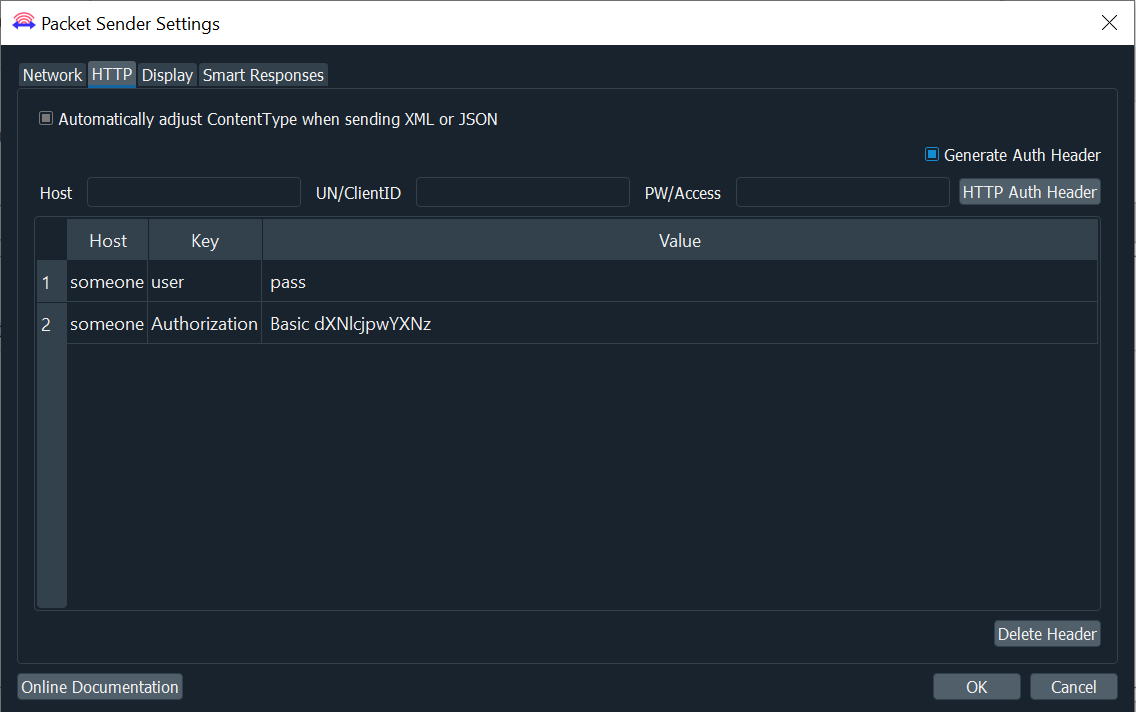 Packet Sender Settings
Network HTTP Display Smart Responses
Automatically adjust ContentType when sending XML or JSON
Generate Auth Header
Host UN/ClientID PW/Access HTTP Auth Header
Host Key Value
1 someone user pass
2 someone Authorization Basic dXNlcjpwYXNz
Delete Header
Online Documentation OK Cancel